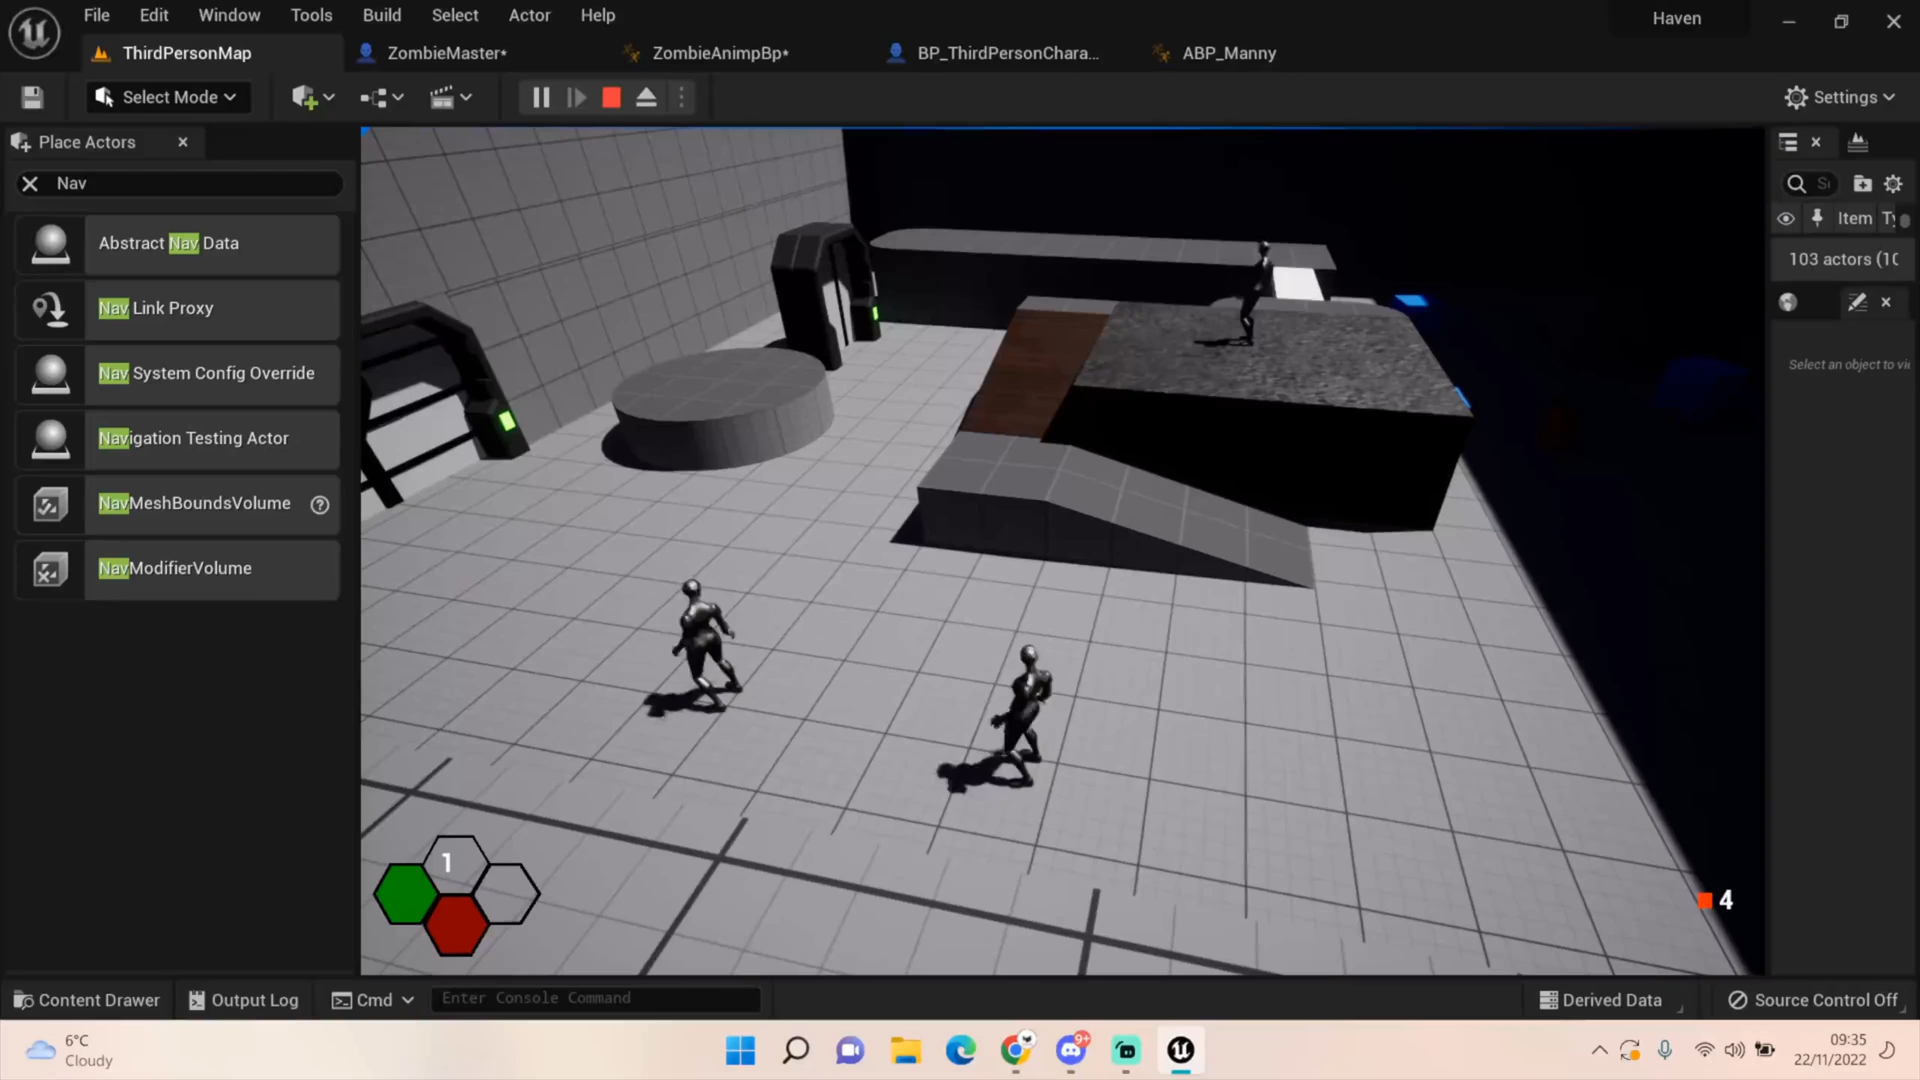 File Edit Window Tools Build Select Actor Help
Haven
ThirdPersonMap ZombieMaster* ZombieAnimpBp* BP_ThirdPersonChara... ABP_Manny
Select Mode
Settings
Place Actors
Nav
Abstract Nav Data
Nav Link Proxy
Nav System Config Override
Navigation Testing Actor
NavMeshBoundsVolume
NavModifierVolume
Item
103 actors (1
Select an object to vi
1
4
Content Drawer Output Log Cmd Enter Console Command Derived Data Source Control Off
6°C
Cloudy
9+
09:35
22/11/2022